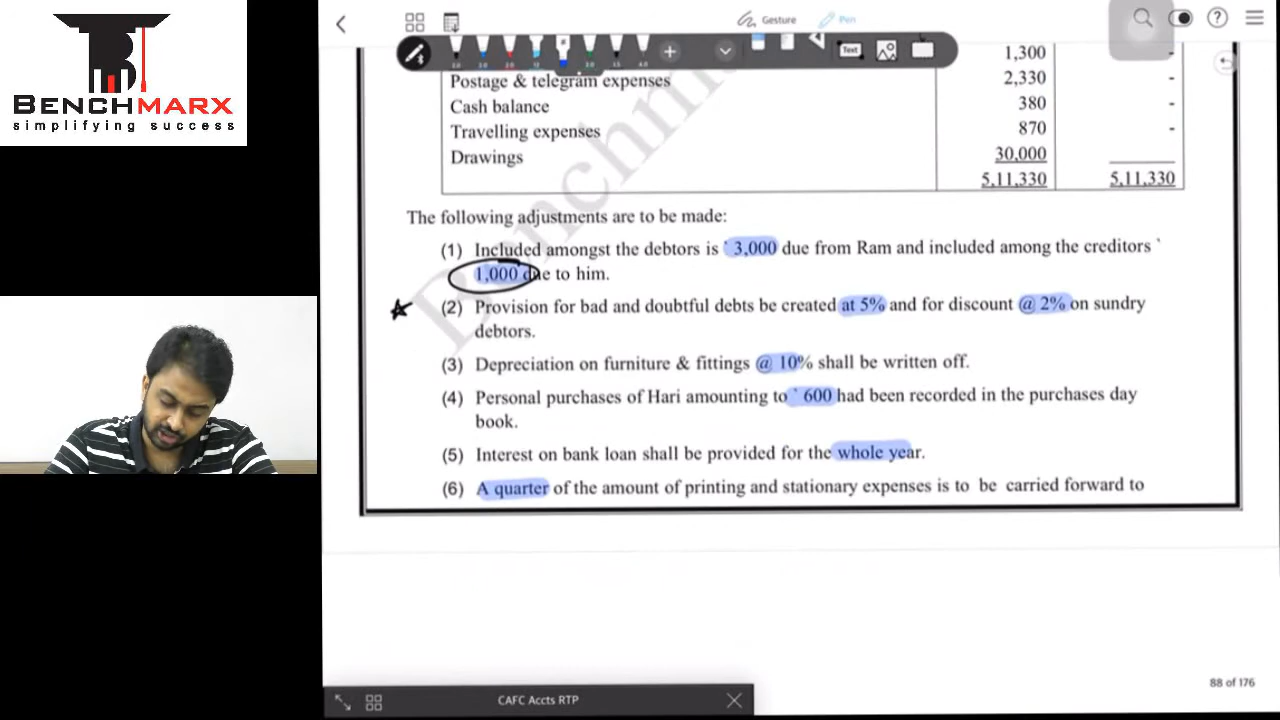 BENCHMARX
simplifying success
Gesture
Pen
Text
1,300 -
Postage & telegram expenses 2,330 -
Cash balance 380 -
Travelling expenses 870 -
Drawings 30,000
5,11,330 5,11,330
The following adjustments are to be made:
(1) Included amongst the debtors is ` 3,000 due from Ram and included among the creditors `
1,000 due to him.
(2) Provision for bad and doubtful debts be created at 5% and for discount @ 2% on sundry
debtors.
(3) Depreciation on furniture & fittings @ 10% shall be written off.
(4) Personal purchases of Hari amounting to ` 600 had been recorded in the purchases day
book.
(5) Interest on bank loan shall be provided for the whole year.
(6) A quarter of the amount of printing and stationary expenses is to be carried forward to
88 of 176
CAFC Accts RTP